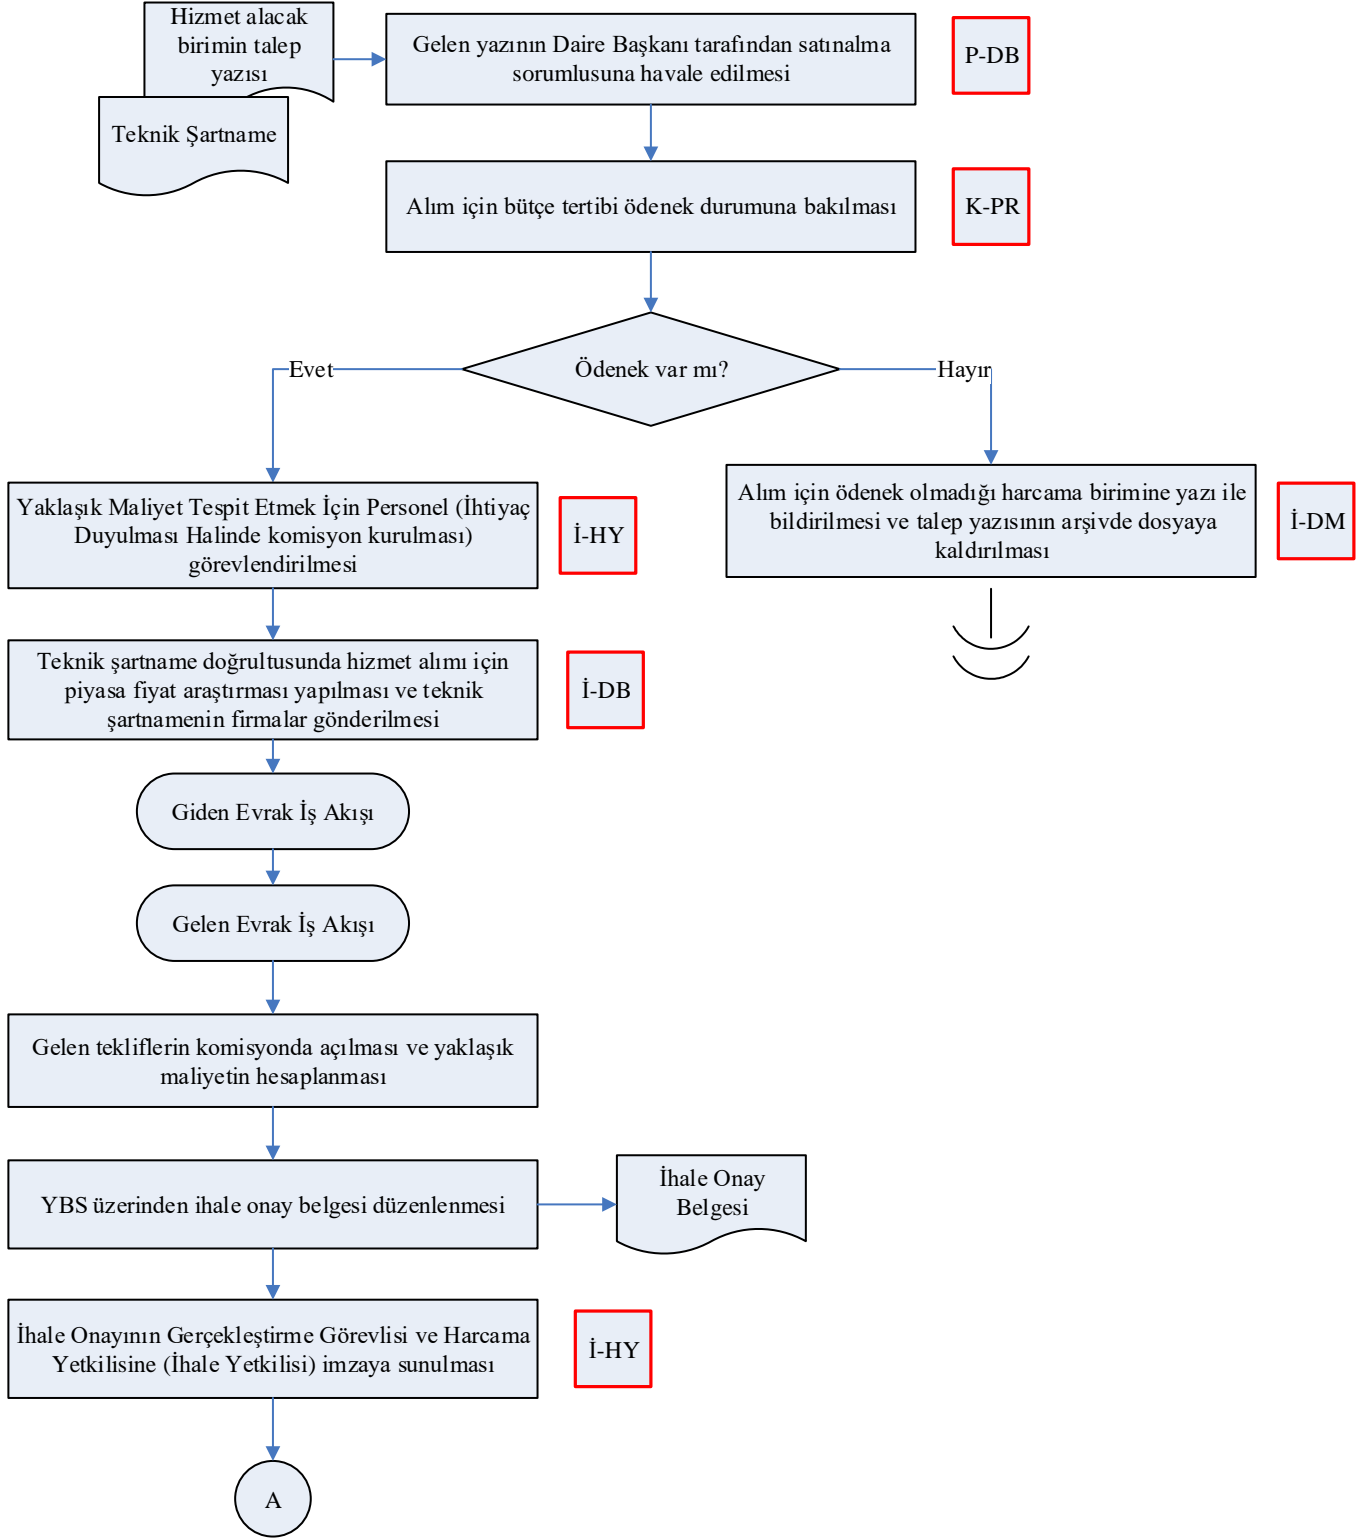 Hizmet alacak
birimin talep
yazısı
Teknik Şartname
Gelen yazının Daire Başkanı tarafından satınalma
sorumlusuna havale edilmesi
P-DB
Alım için bütçe tertibi ödenek durumuna bakılması
K-PR
Ödenek var mı?
Evet
Hayır
Yaklaşık Maliyet Tespit Etmek İçin Personel (İhtiyaç
Duyulması Halinde komisyon kurulması)
görevlendirilmesi
İ-HY
Alım için ödenek olmadığı harcama birimine yazı ile
bildirilmesi ve talep yazısının arşivde dosyaya
kaldırılması
İ-DM
Teknik şartname doğrultusunda hizmet alımı için
piyasa fiyat araştırması yapılması ve teknik
şartnamenin firmalar gönderilmesi
İ-DB
Giden Evrak İş Akışı
Gelen Evrak İş Akışı
Gelen tekliflerin komisyonda açılması ve yaklaşık
maliyetin hesaplanması
YBS üzerinden ihale onay belgesi düzenlenmesi
İhale Onay
Belgesi
İhale Onayının Gerçekleştirme Görevlisi ve Harcama
Yetkilisine (İhale Yetkilisi) imzaya sunulması
İ-HY
A